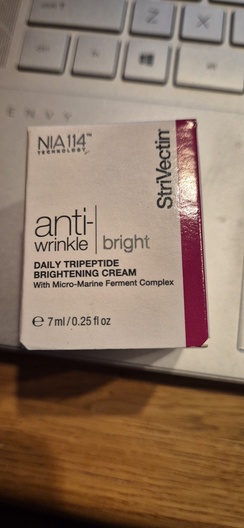 Z
X
ENVY
NIA114™
TECHNOLOGY
StriVectin
anti-
wrinkle | bright
DAILY TRIPEPTIDE
BRIGHTENING CREAM
With Micro-Marine Ferment Complex
℮ 7 ml / 0.25 fl oz